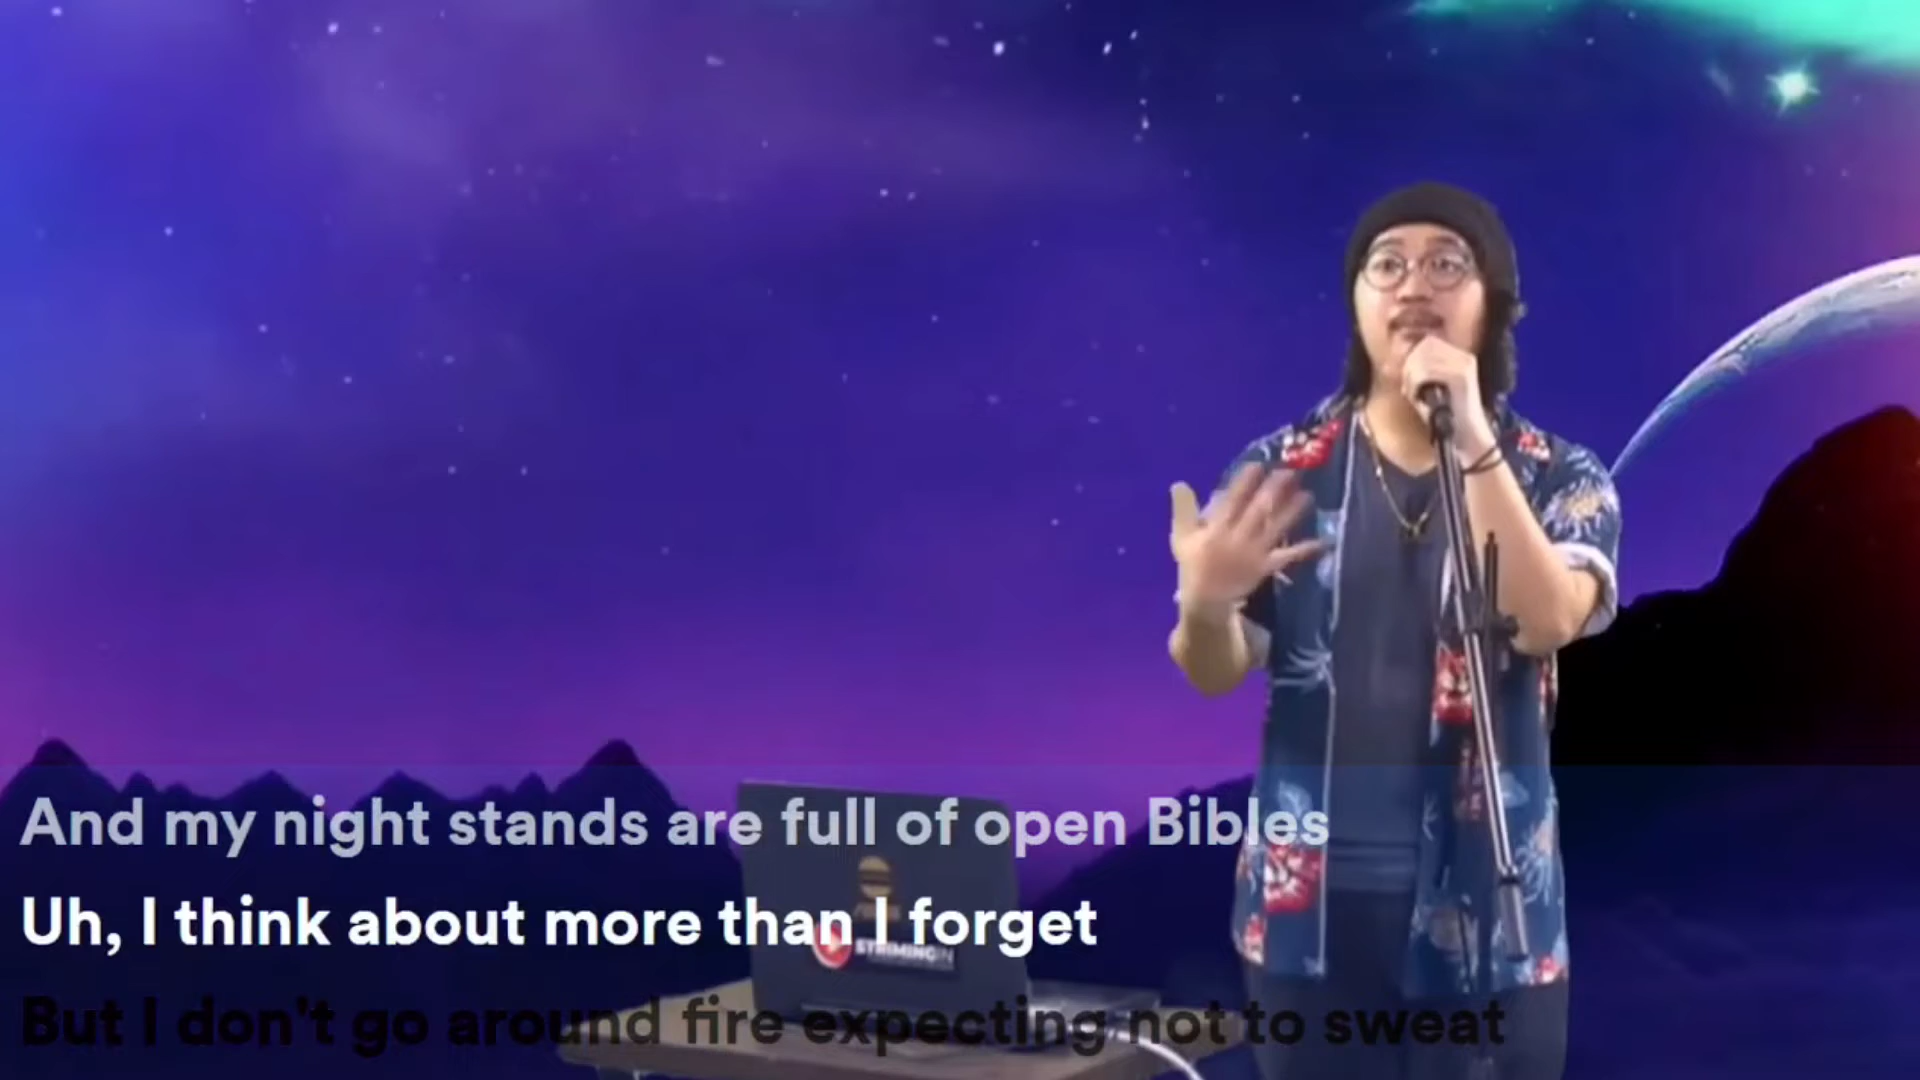 And my night stands are full of open Bibles
Uh, I think about more than I forget
STRIMINGIN
But I don't go around fire expecting not to sweat